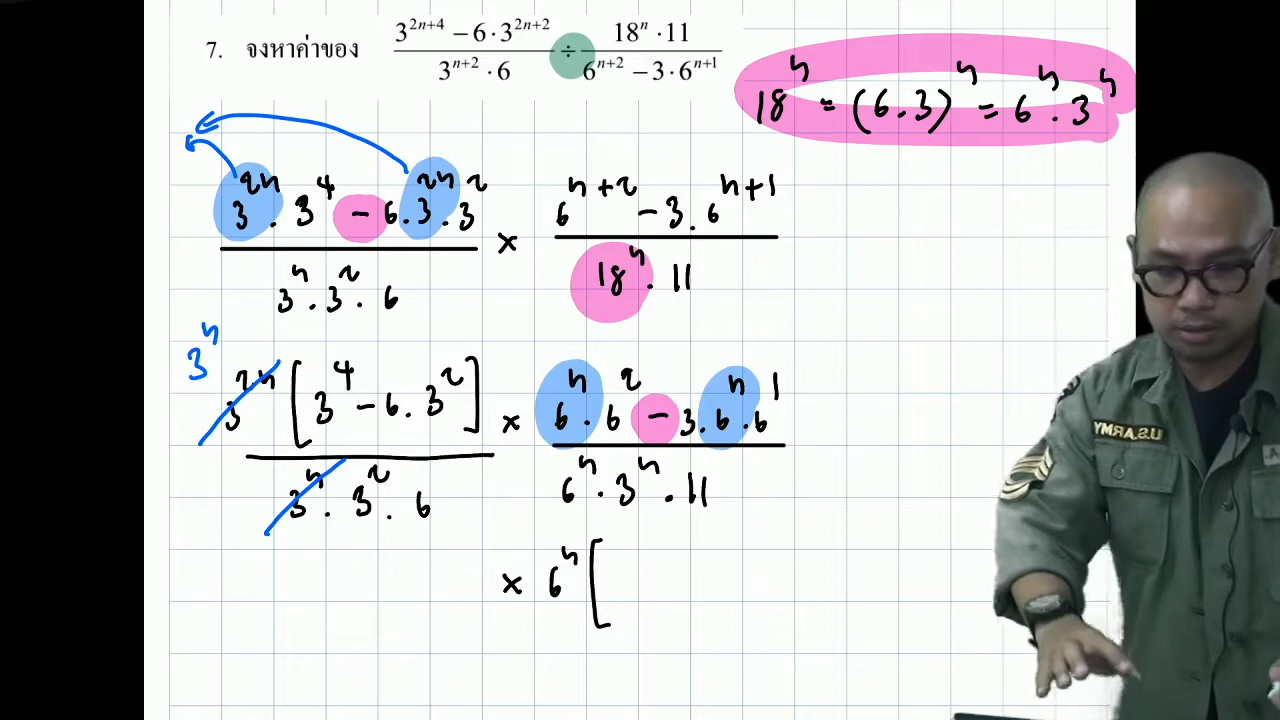 7. จงหาค่าของ (3^{2n+4} − 6·3^{2n+2})/(3^{n+2}·6) ÷ (18^n·11)/(6^{n+2} − 3·6^{n+1})
18^n = (6.3)^n = 6^n · 3^n
(3^{2n} · 3^4 − 6 · 3^{2n} · 3^2)/(3^n · 3^2 · 6) × (6^{n+2} − 3 · 6^{n+1})/(18^n · 11)
3^n
(3^{2n} [3^4 − 6 · 3^2])/(3^n · 3^2 · 6) × (6^n · 6^2 − 3 · 6^n · 6^1)/(6^n · 3^n · 11)
× 6^n [
U.S.ARMY